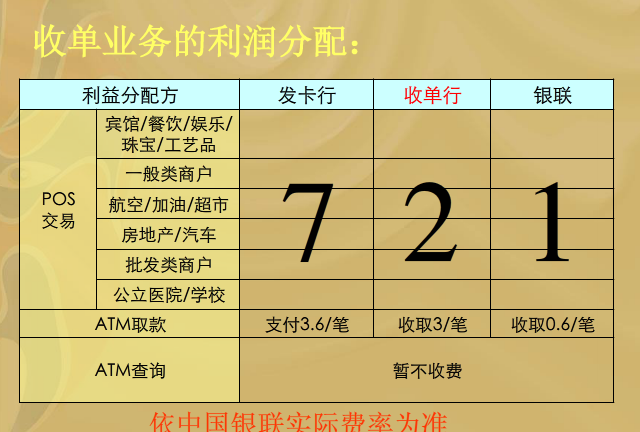 收单业务的利润分配：
利益分配方 发卡行 收单行 银联
POS
交易
宾馆/餐饮/娱乐/
珠宝/工艺品
一般类商户
航空/加油/超市
房地产/汽车
批发类商户
公立医院/学校
7 2 1
ATM取款 支付3.6/笔 收取3/笔 收取0.6/笔
ATM查询 暂不收费
依中国银联实际费率为准